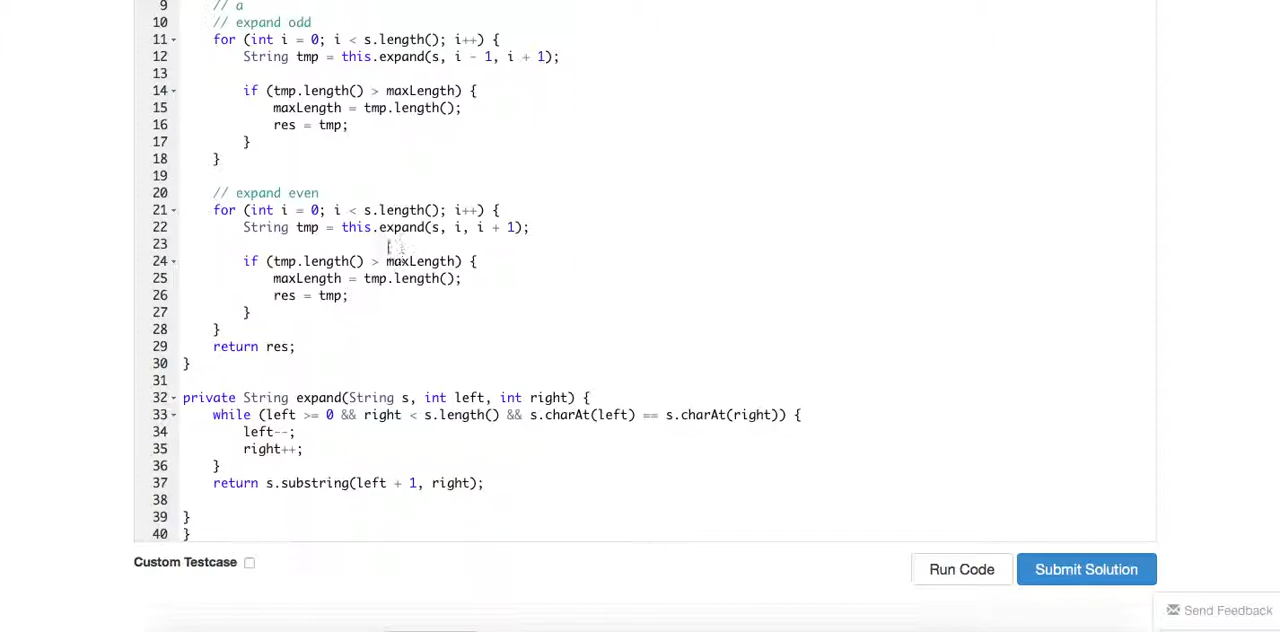 9 // a
10 // expand odd
11 for (int i = 0; i < s.length(); i++) {
12 String tmp = this.expand(s, i - 1, i + 1);
13
14 if (tmp.length() > maxLength) {
15 maxLength = tmp.length();
16 res = tmp;
17 }
18 }
19
20 // expand even
21 for (int i = 0; i < s.length(); i++) {
22 String tmp = this.expand(s, i, i + 1);
23
24 if (tmp.length() > maxLength) {
25 maxLength = tmp.length();
26 res = tmp;
27 }
28 }
29 return res;
30 }
31
32 private String expand(String s, int left, int right) {
33 while (left >= 0 && right < s.length() && s.charAt(left) == s.charAt(right)) {
34 left--;
35 right++;
36 }
37 return s.substring(left + 1, right);
38
39 }
40 }
Custom Testcase
Run Code
Submit Solution
Send Feedback